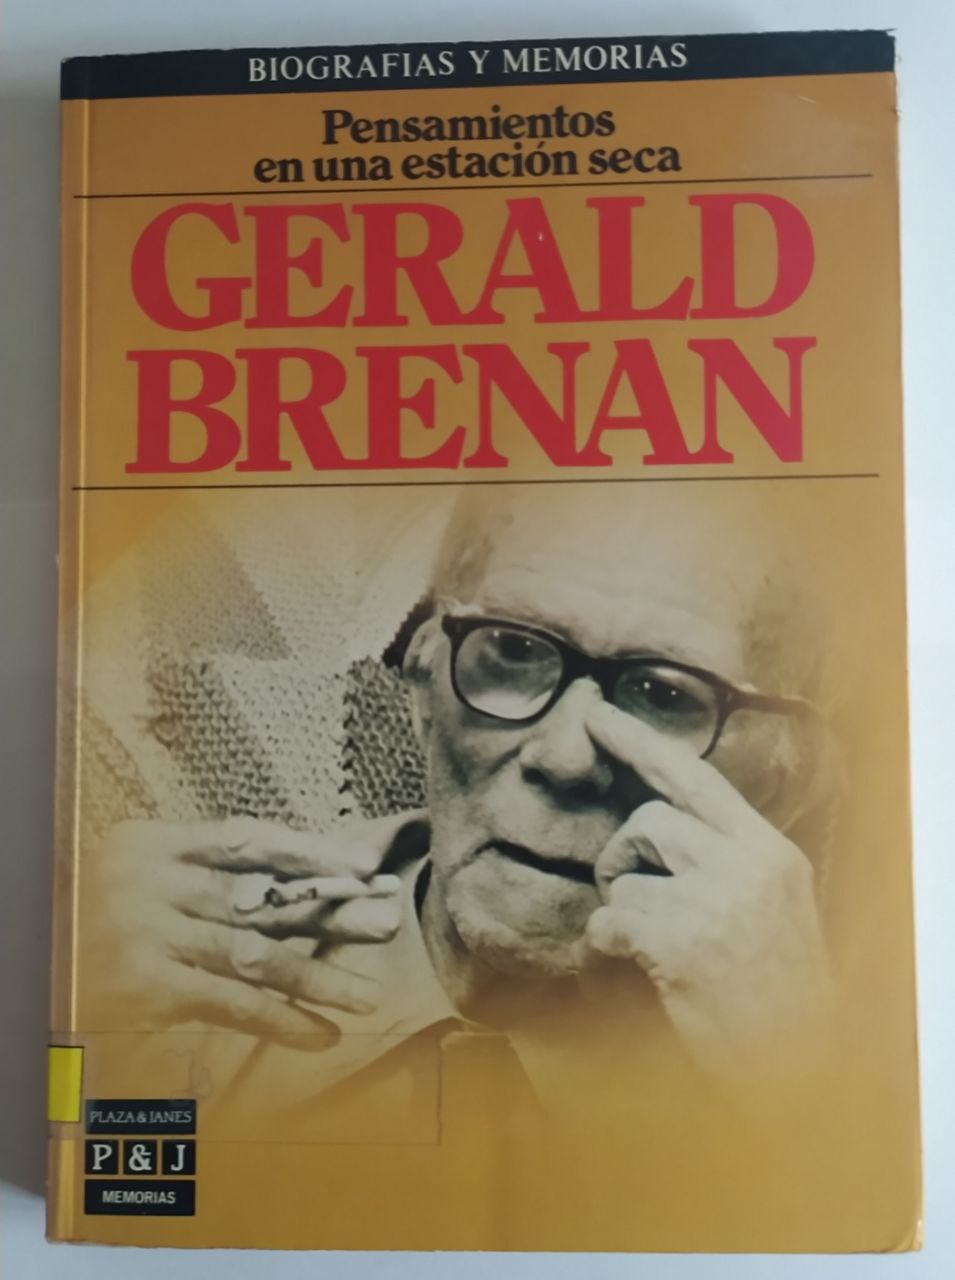 BIOGRAFIAS Y MEMORIAS
Pensamientos
en una estación seca
GERALD
BRENAN
PLAZA & JANES
P & J
MEMORIAS